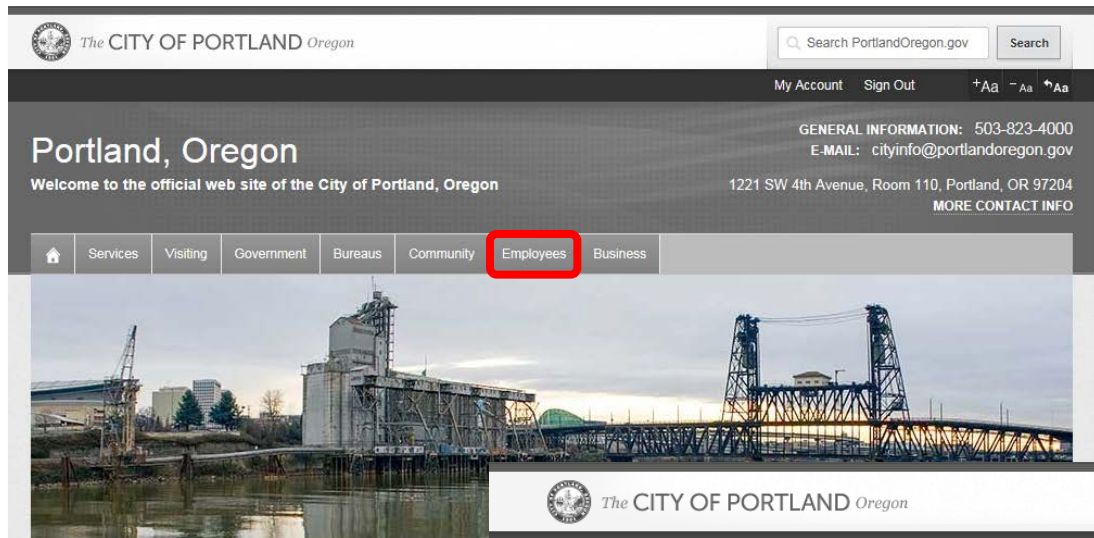 The CITY OF PORTLAND Oregon
Search PortlandOregon.gov Search
My Account Sign Out +Aa -Aa Aa
GENERAL INFORMATION: 503-823-4000
Portland, Oregon
E-MAIL: cityinfo@portlandoregon.gov
Welcome to the official web site of the City of Portland, Oregon
1221 SW 4th Avenue, Room 110, Portland, OR 97204
MORE CONTACT INFO
Services Visiting Government Bureaus Community Employees Business
The CITY OF PORTLAND Oregon